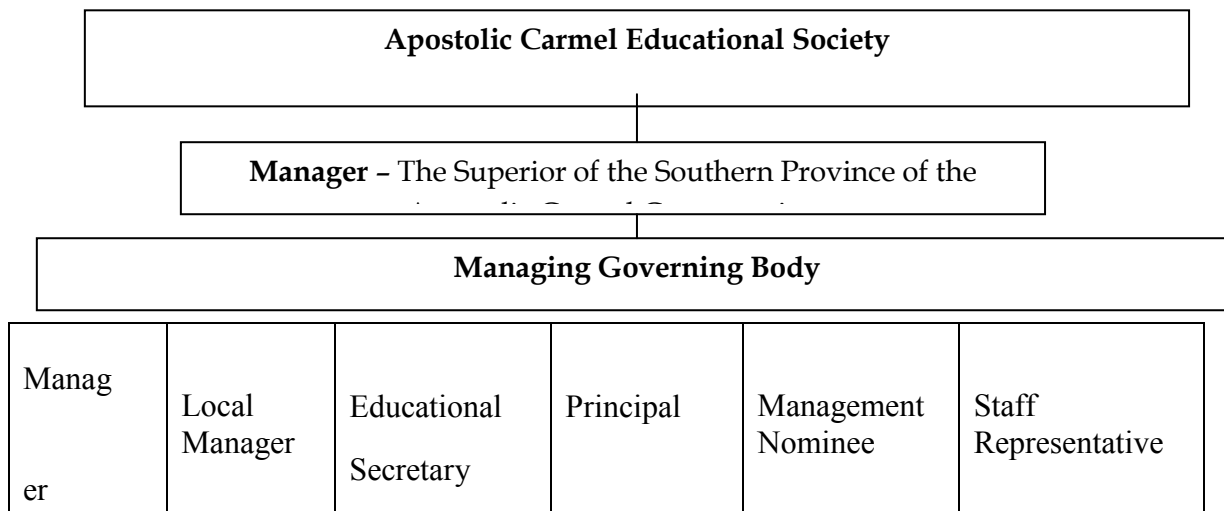 Apostolic Carmel Educational Society
Manager – The Superior of the Southern Province of the
Managing Governing Body
Manag
er
Local
Manager
Educational
Secretary
Principal
Management
Nominee
Staff
Representative